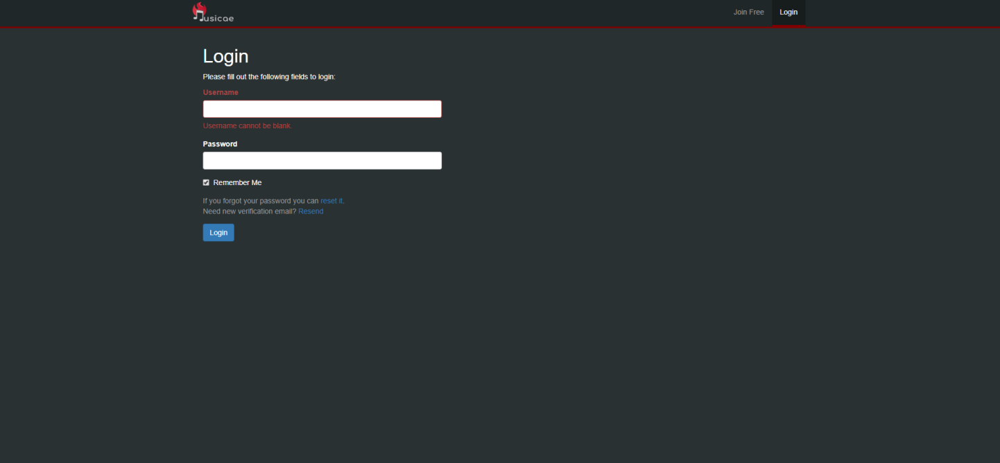 usicae
Join Free
Login
Login
Please fill out the following fields to login:
Username
Username cannot be blank.
Password
Remember Me
If you forgot your password you can reset it.
Need new verification email? Resend
Login